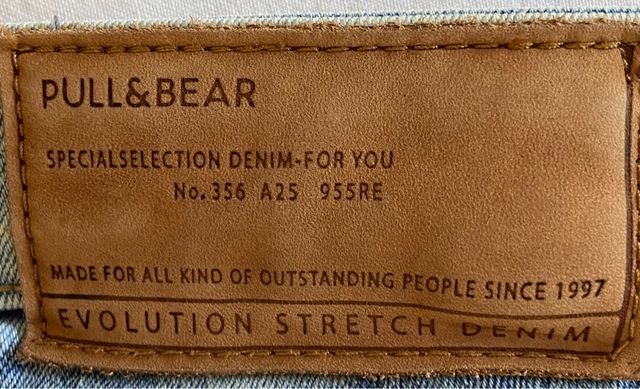 PULL&BEAR
SPECIALSELECTION DENIM-FOR YOU
No.356 A25 955RE
MADE FOR ALL KIND OF OUTSTANDING PEOPLE SINCE 1997
EVOLUTION STRETCH DENIM